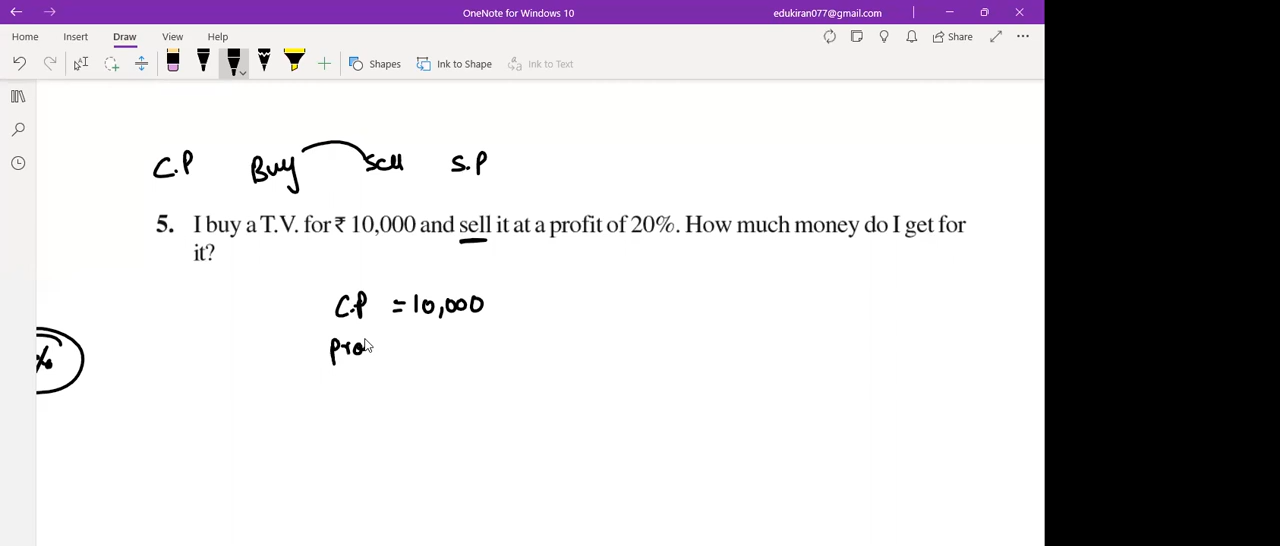 OneNote for Windows 10
edukiran077@gmail.com
Home Insert Draw View Help
Share
Shapes Ink to Shape Ink to Text
C.P Buy Sell S.P
5. I buy a T.V. for ₹ 10,000 and sell it at a profit of 20%. How much money do I get for
it?
C.P = 10,000
pro
%